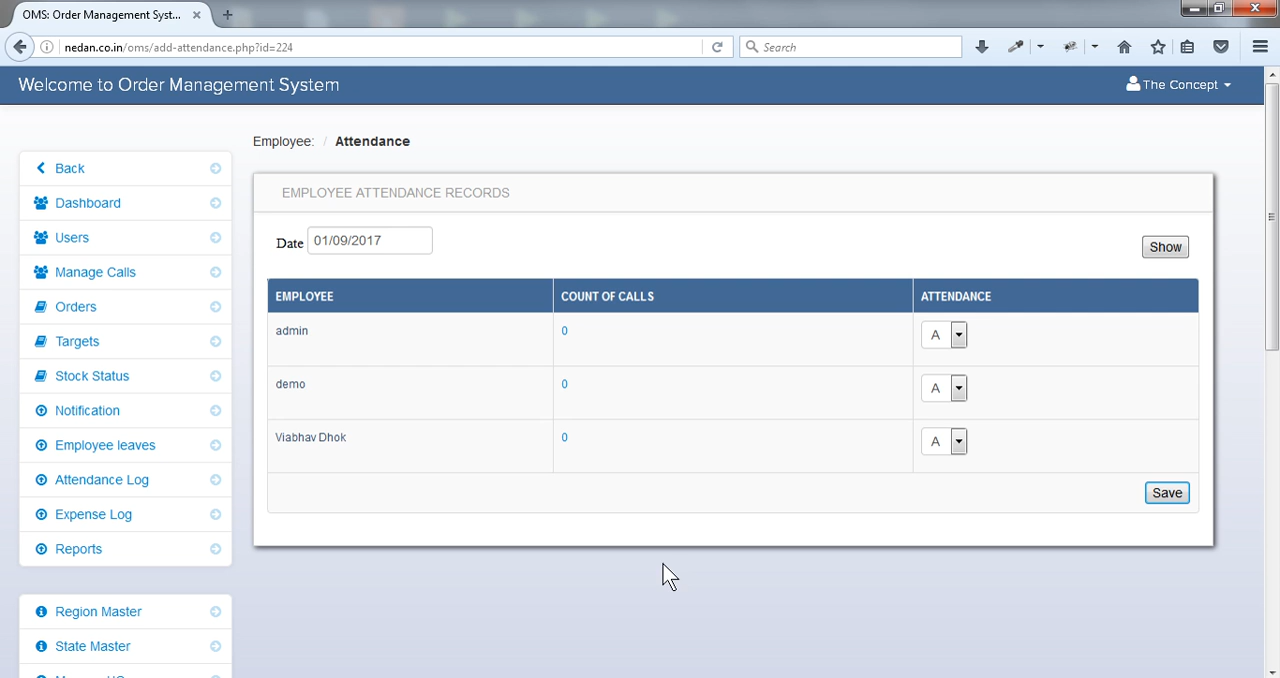 OMS: Order Management Syst...
nedan.co.in/oms/add-attendance.php?id=224
Search
Welcome to Order Management System
The Concept
Employee: / Attendance
Back
Dashboard
Users
Manage Calls
Orders
Targets
Stock Status
Notification
Employee leaves
Attendance Log
Expense Log
Reports
Region Master
State Master
EMPLOYEE ATTENDANCE RECORDS
Date 01/09/2017
Show
EMPLOYEE COUNT OF CALLS ATTENDANCE
admin 0 A
demo 0 A
Viabhav Dhok 0 A
Save